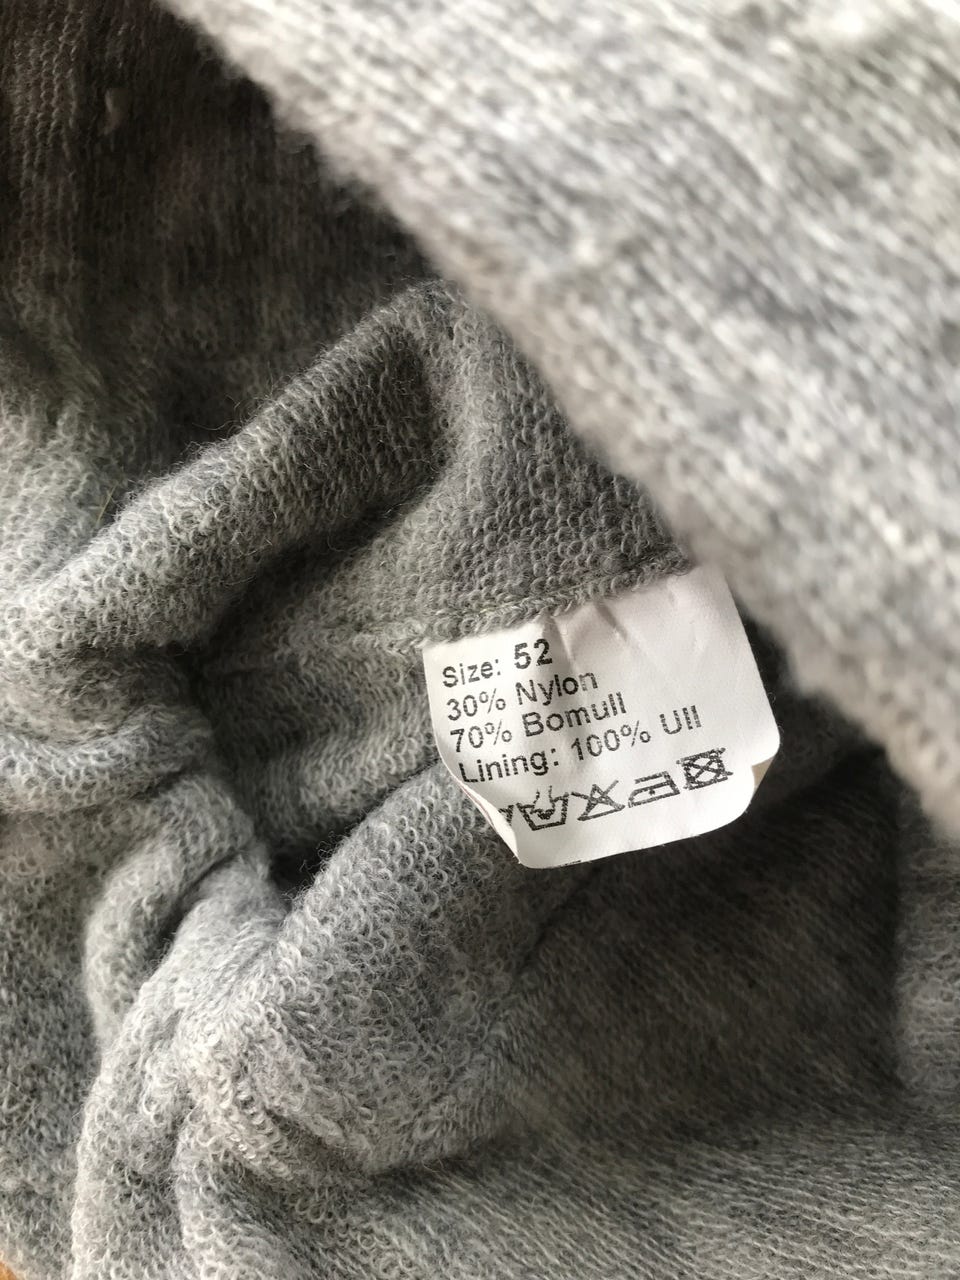 Size: 52
30% Nylon
70% Bomull
Lining: 100% Ull